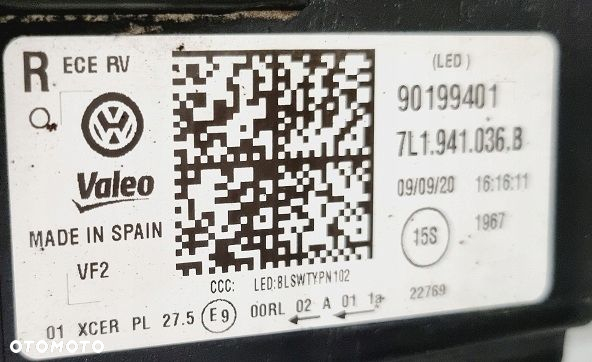 R ECE RV
(LED)
90199401
7L1.941.036.B
Valeo
09/09/20 16:16:11
MADE IN SPAIN
15S
1967
VF2
CCC: LED:BLSWTYPN102
22769
01 XCER PL 27.5 E9 00RL 02 A 01 1a
OTOMOTO